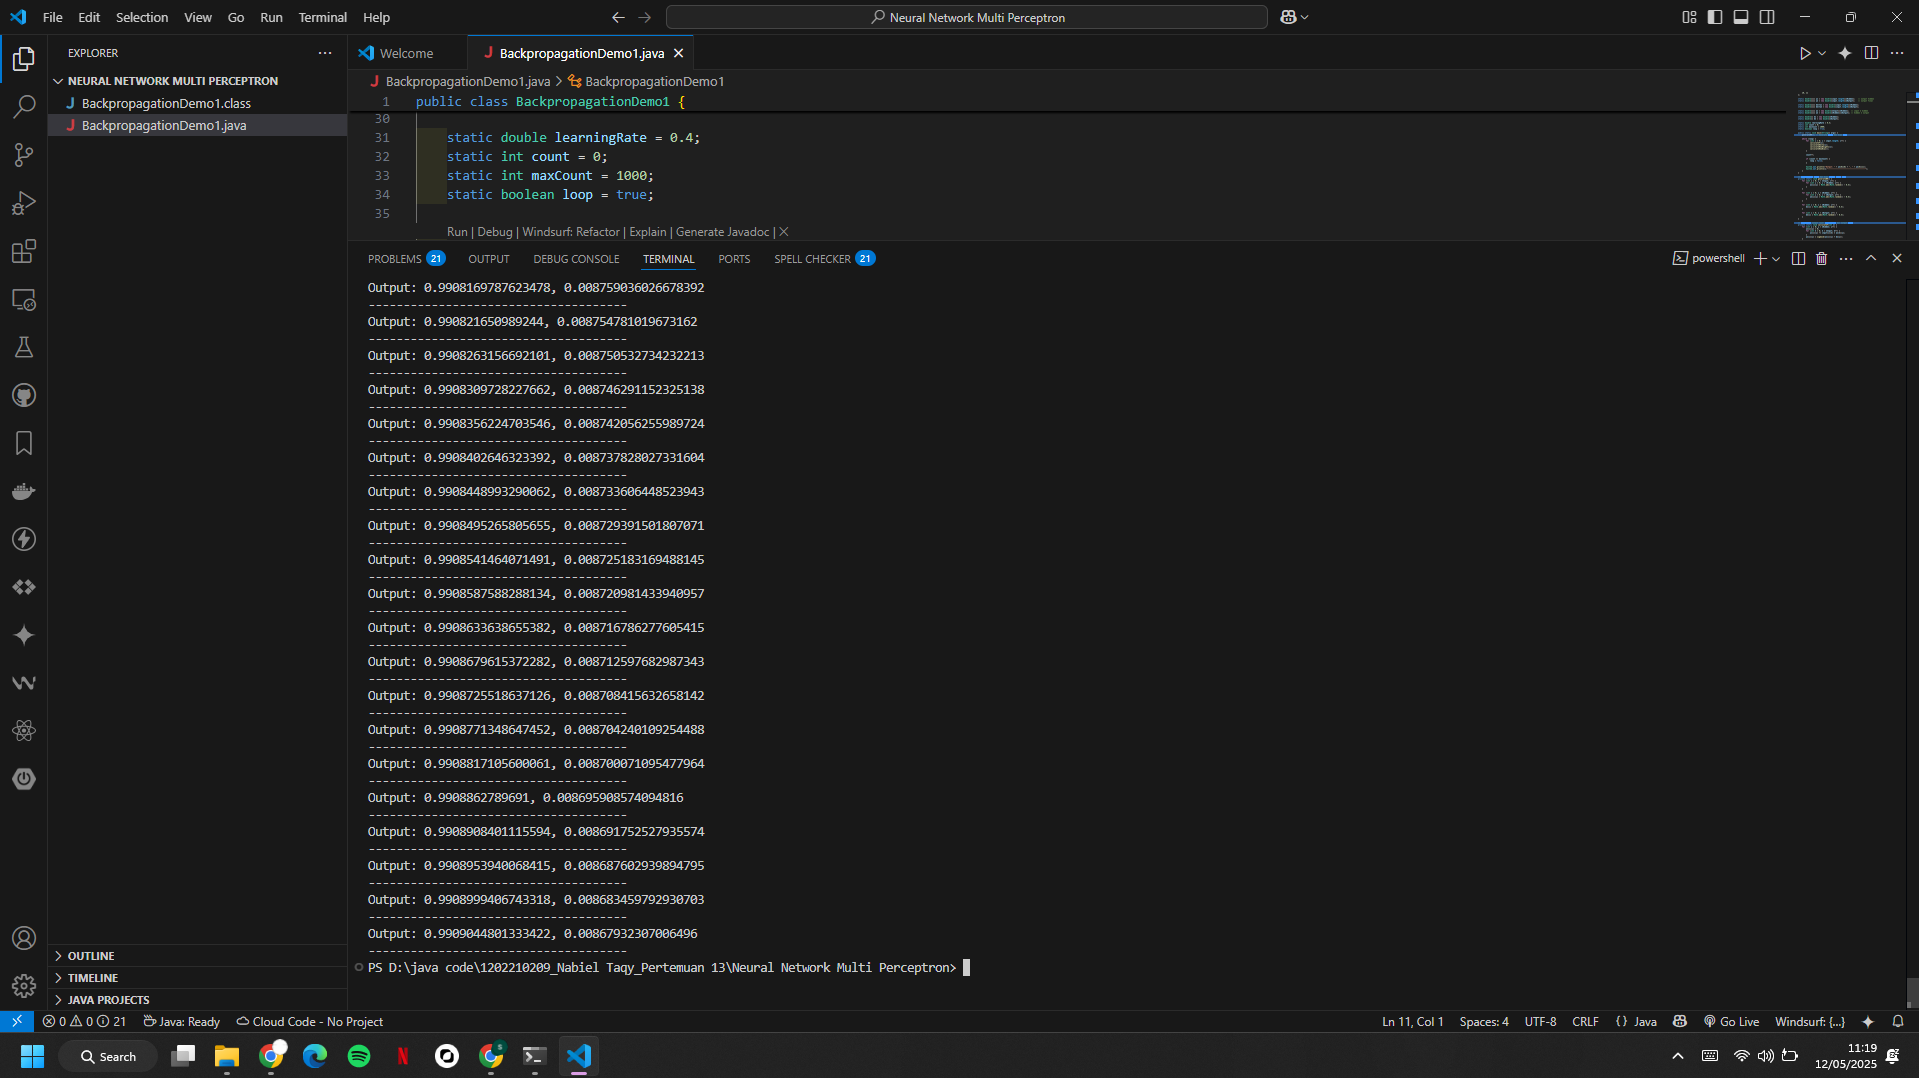 File Edit Selection View Go Run Terminal Help
Neural Network Multi Perceptron
EXPLORER
NEURAL NETWORK MULTI PERCEPTRON
BackpropagationDemo1.class
BackpropagationDemo1.java
OUTLINE
TIMELINE
JAVA PROJECTS
Welcome
BackpropagationDemo1.java
BackpropagationDemo1.java > BackpropagationDemo1
1 public class BackpropagationDemo1 {
30
31 static double learningRate = 0.4;
32 static int count = 0;
33 static int maxCount = 1000;
34 static boolean loop = true;
35
Run | Debug | Windsurf: Refactor | Explain | Generate Javadoc | X
PROBLEMS 21 OUTPUT DEBUG CONSOLE TERMINAL PORTS SPELL CHECKER 21
powershell
Output: 0.9908169787623478, 0.008759036026678392
-------------------------------------
Output: 0.990821650989244, 0.008754781019673162
-------------------------------------
Output: 0.9908263156692101, 0.008750532734232213
-------------------------------------
Output: 0.9908309728227662, 0.008746291152325138
-------------------------------------
Output: 0.9908356224703546, 0.008742056255989724
-------------------------------------
Output: 0.9908402646323392, 0.008737828027331604
-------------------------------------
Output: 0.9908448993290062, 0.008733606448523943
-------------------------------------
Output: 0.9908495265805655, 0.008729391501807071
-------------------------------------
Output: 0.9908541464071491, 0.008725183169488145
-------------------------------------
Output: 0.9908587588288134, 0.008720981433940957
-------------------------------------
Output: 0.9908633638655382, 0.008716786277605415
-------------------------------------
Output: 0.9908679615372282, 0.008712597682987343
-------------------------------------
Output: 0.9908725518637126, 0.008708415632658142
-------------------------------------
Output: 0.9908771348647452, 0.008704240109254488
-------------------------------------
Output: 0.9908817105600061, 0.008700071095477964
-------------------------------------
Output: 0.9908862789691, 0.008695908574094816
-------------------------------------
Output: 0.9908908401115594, 0.008691752527935574
-------------------------------------
Output: 0.9908953940068415, 0.008687602939894795
-------------------------------------
Output: 0.9908999406743318, 0.008683459792930703
-------------------------------------
Output: 0.9909044801333422, 0.00867932307006496
-------------------------------------
PS D:\java code\1202210209_Nabiel Taqy_Pertemuan 13\Neural Network Multi Perceptron>
0 0 21 Java: Ready Cloud Code - No Project
Ln 11, Col 1 Spaces: 4 UTF-8 CRLF {} Java Go Live Windsurf: {...}
Search
11:19
12/05/2025